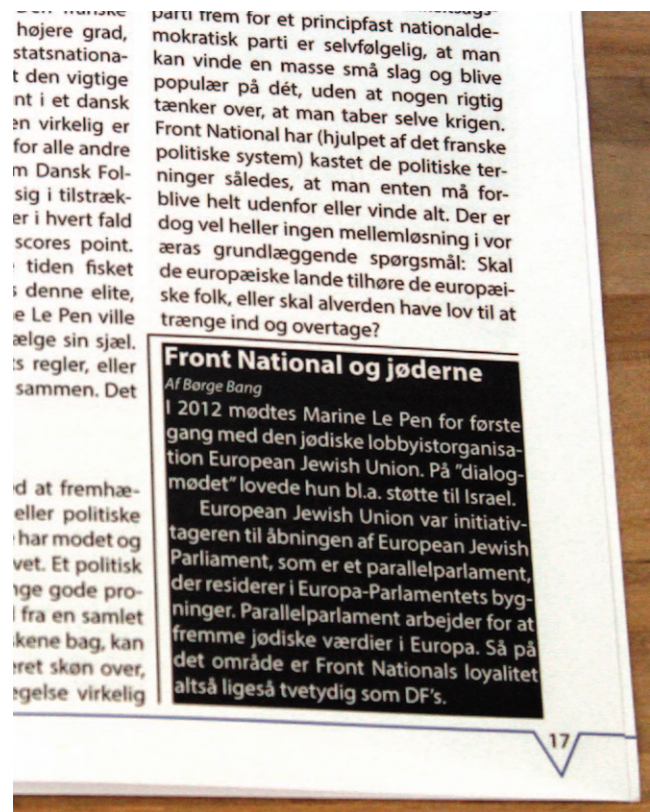 højere grad,
statsnationa-
t den vigtige
nt i et dansk
en virkelig er
for alle andre
m Dansk Fol-
sig i tilstræk-
er i hvert fald
scores point.
tiden fisket
s denne elite,
e Le Pen ville
ælge sin sjæl.
s regler, eller
sammen. Det
d at fremhæ-
eller politiske
har modet og
vet. Et politisk
nge gode pro-
l fra en samlet
skene bag, kan
eret skøn over,
egelse virkelig
parti frem for et principfast nationalde-
mokratisk parti er selvfølgelig, at man
kan vinde en masse små slag og blive
populær på dét, uden at nogen rigtig
tænker over, at man taber selve krigen.
Front National har (hjulpet af det franske
politiske system) kastet de politiske ter-
ninger således, at man enten må for-
blive helt udenfor eller vinde alt. Der er
dog vel heller ingen mellemløsning i vor
æras grundlæggende spørgsmål: Skal
de europæiske lande tilhøre de europæi-
ske folk, eller skal alverden have lov til at
trænge ind og overtage?
Front National og jøderne
Af Børge Bang
I 2012 mødtes Marine Le Pen for første
gang med den jødiske lobbyistorganisa-
tion European Jewish Union. På "dialog-
mødet" lovede hun bl.a. støtte til Israel.
European Jewish Union var initiativ-
tageren til åbningen af European Jewish
Parliament, som er et parallelparlament,
der residerer i Europa-Parlamentets byg-
ninger. Parallelparlament arbejder for at
fremme jødiske værdier i Europa. Så på
det område er Front Nationals loyalitet
altså ligeså tvetydig som DF's.
17